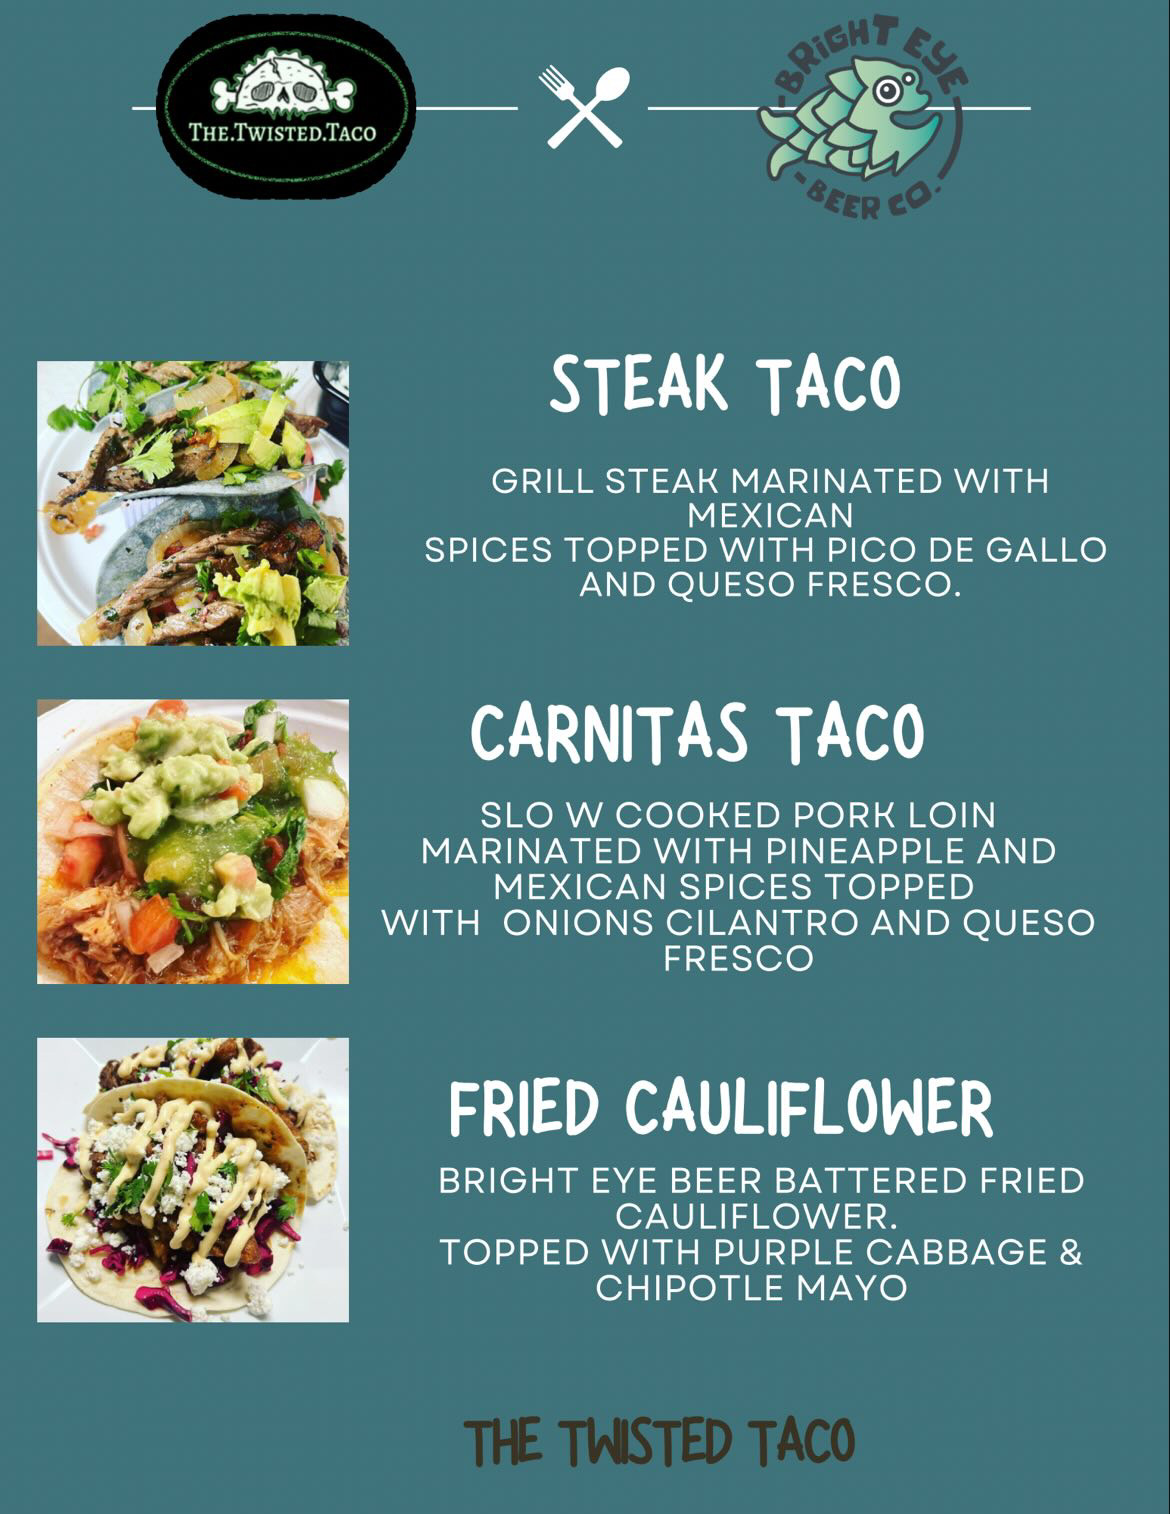 THE.TWISTED.TACO
BRIGHT EYE
BEER CO.
STEAK TACO
GRILL STEAK MARINATED WITH
MEXICAN
SPICES TOPPED WITH PICO DE GALLO
AND QUESO FRESCO.
CARNITAS TACO
SLO W COOKED PORK LOIN
MARINATED WITH PINEAPPLE AND
MEXICAN SPICES TOPPED
WITH  ONIONS CILANTRO AND QUESO
FRESCO
FRIED CAULIFLOWER
BRIGHT EYE BEER BATTERED FRIED
CAULIFLOWER.
TOPPED WITH PURPLE CABBAGE &
CHIPOTLE MAYO
THE TWISTED TACO